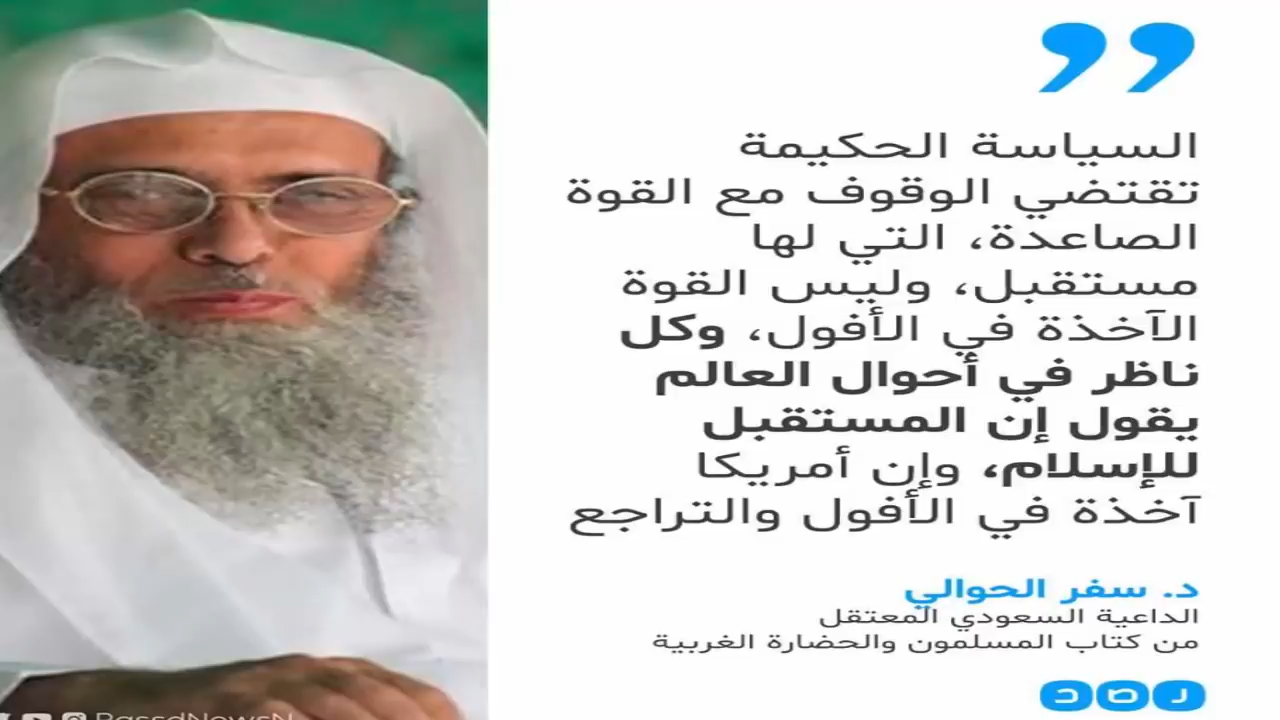 السياسة الحكيمة
تقتضي الوقوف مع القوة
الصاعدة، التي لها
مستقبل، وليس القوة
الآخذة في الأفول، وكل
ناظر في أحوال العالم
يقول إن المستقبل
للإسلام، وإن أمريكا
آخذة في الأفول والتراجع
د. سفر الحوالي
الداعية السعودي المعتقل
من كتاب المسلمون والحضارة الغربية
رصد
RassdNewsN